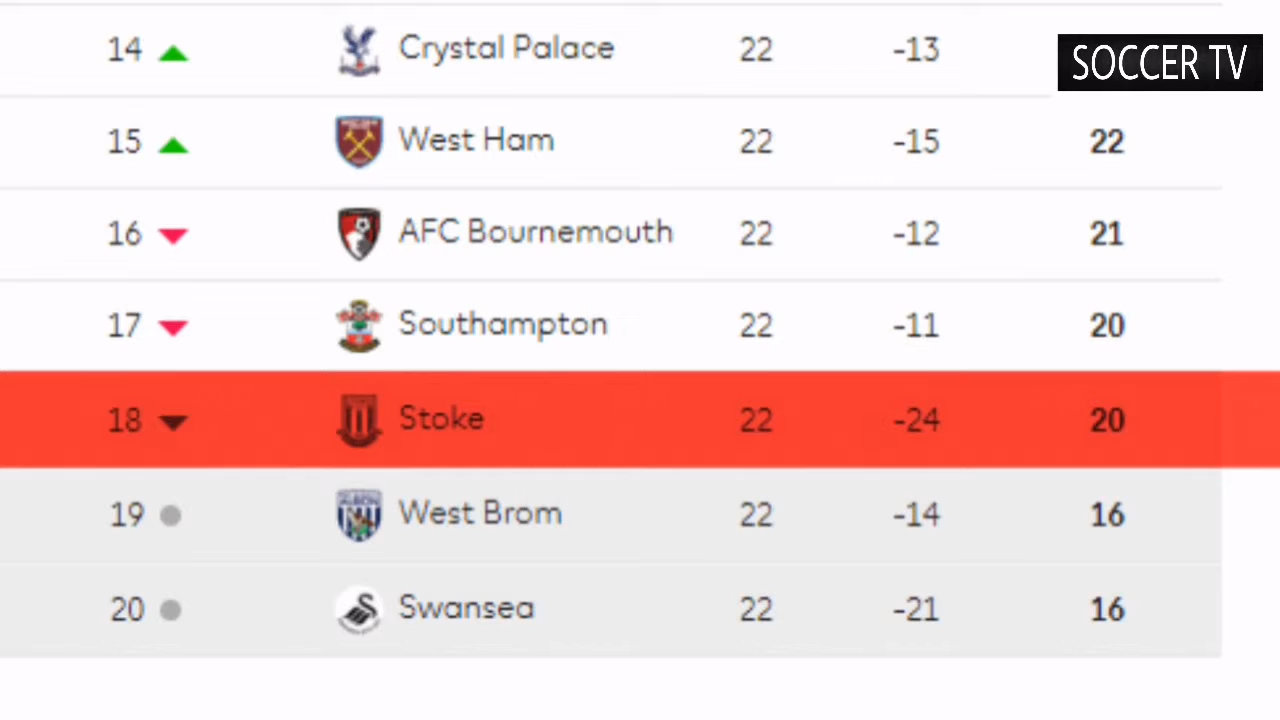 14 Crystal Palace 22 -13
SOCCER TV
15 West Ham 22 -15 22
16 AFC Bournemouth 22 -12 21
17 Southampton 22 -11 20
18 Stoke 22 -24 20
19 West Brom 22 -14 16
20 Swansea 22 -21 16